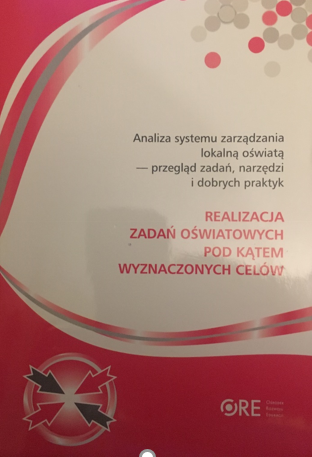 Analiza systemu zarządzania
lokalną oświatą
— przegląd zadań, narzędzi
i dobrych praktyk
REALIZACJA
ZADAŃ OŚWIATOWYCH
POD KĄTEM
WYZNACZONYCH CELÓW
ORE